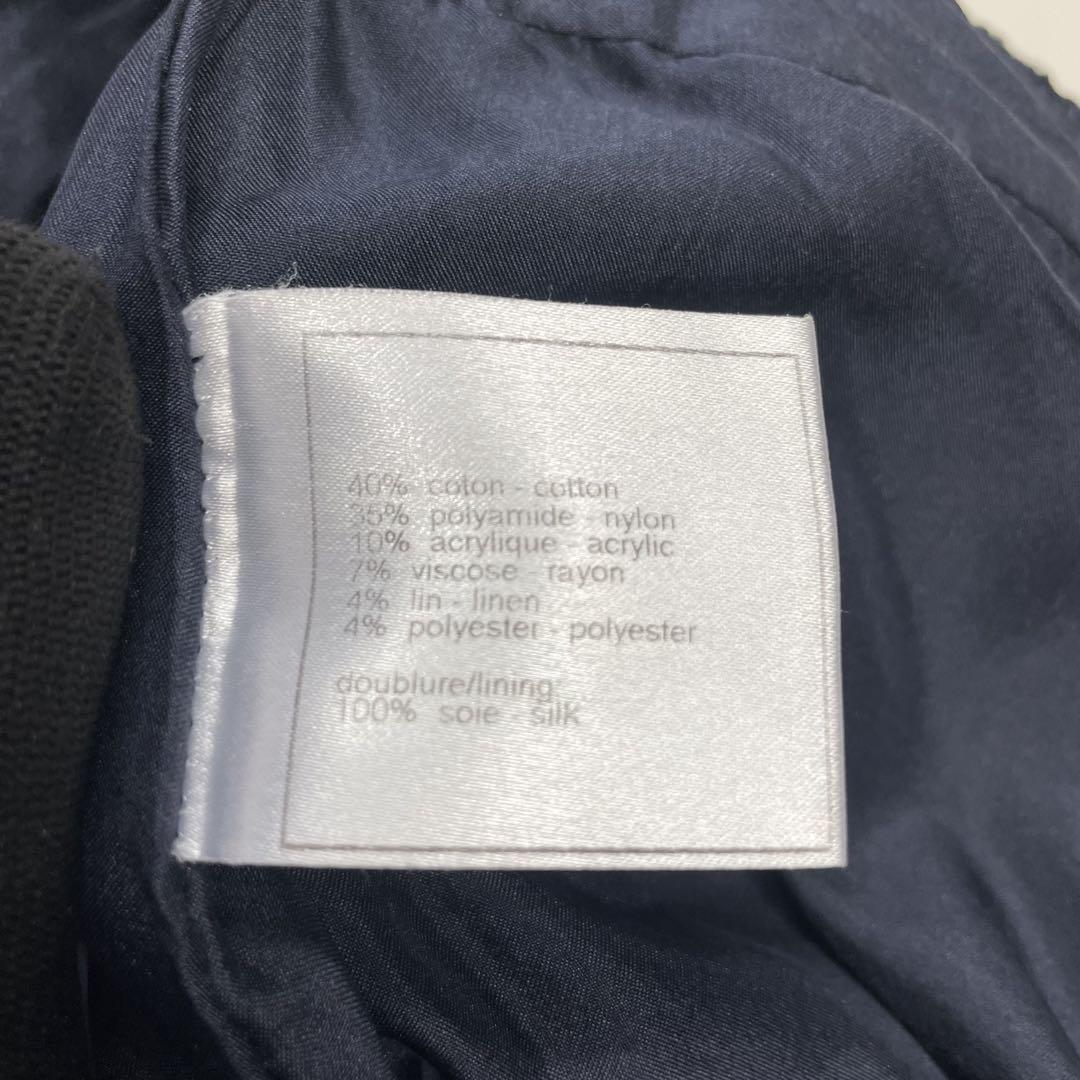 40% coton - cotton
35% polyamide - nylon
10% acrylique - acrylic
7% viscose - rayon
4% lin - linen
4% polyester - polyester
doublure/lining:
100% soie - silk